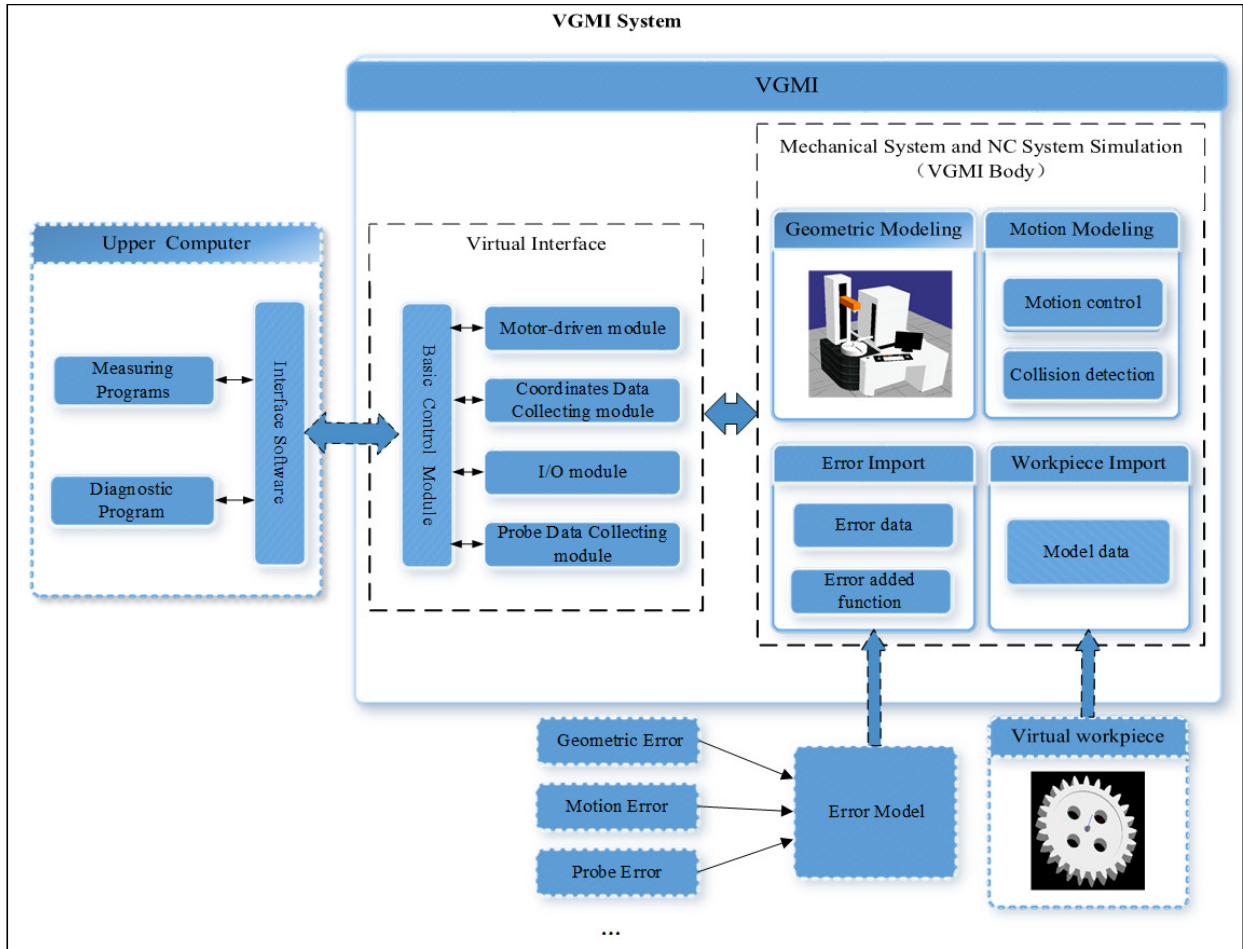 VGMI System
VGMI
Mechanical System and NC System Simulation
(VGMI Body)
Upper Computer
Measuring
Programs
Diagnostic
Program
Interface Software
Virtual Interface
Basic Control Module
Motor-driven module
Coordinates Data
Collecting module
I/O module
Probe Data Collecting
module
Geometric Modeling
Motion Modeling
Motion control
Collision detection
Error Import
Error data
Error added
function
Workpiece Import
Model data
Geometric Error
Motion Error
Probe Error
...
Error Model
Virtual workpiece